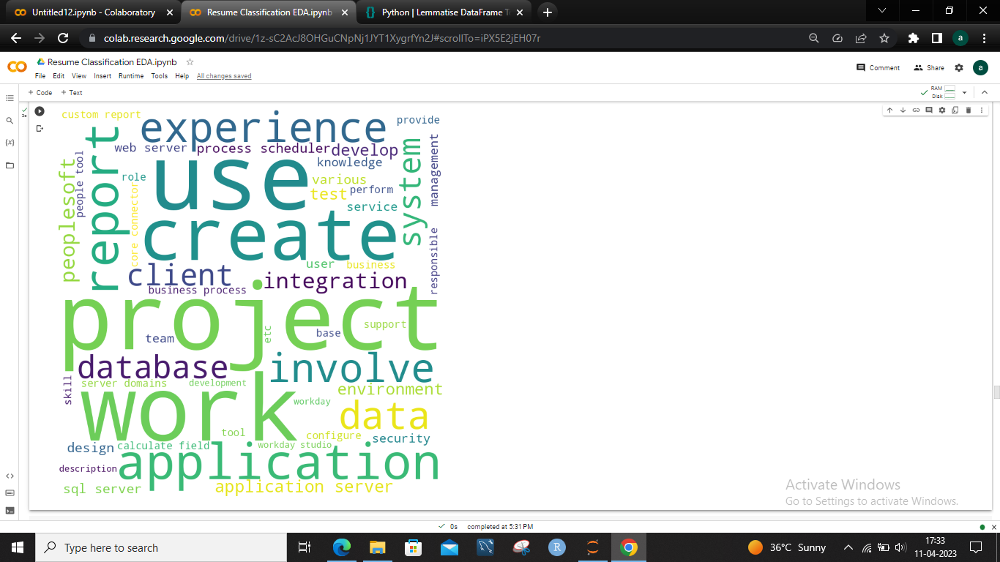 Untitled12.ipynb - Colaboratory
Resume Classification EDA.ipynb
Python | Lemmatise DataFrame T
colab.research.google.com/drive/1z-sC2AcJ8OHGuCNpNj1JYT1XygrfYn2J#scrollTo=iPX5E2jEH07r
a
Resume Classification EDA.ipynb
File Edit View Insert Runtime Tools Help All changes saved
Comment
Share
a
+ Code + Text
RAM
Disk
2s
{x}
custom report
experience
provide
report
web server
process scheduler
develop
system
management
peoplesoft
people tool
use
knowledge
role
various
test
perform
service
core connector
create
responsible
client
user
business
integration
business process
project
support
team
etc
base
database
involve
skill
server domains
development
environment
work
workday
data
tool
configure
security
design
calculate field
workday studio
description
application
sql server
application server
Activate Windows
Go to Settings to activate Windows.
0s completed at 5:31 PM
Type here to search
R
36°C Sunny
17:33
11-04-2023